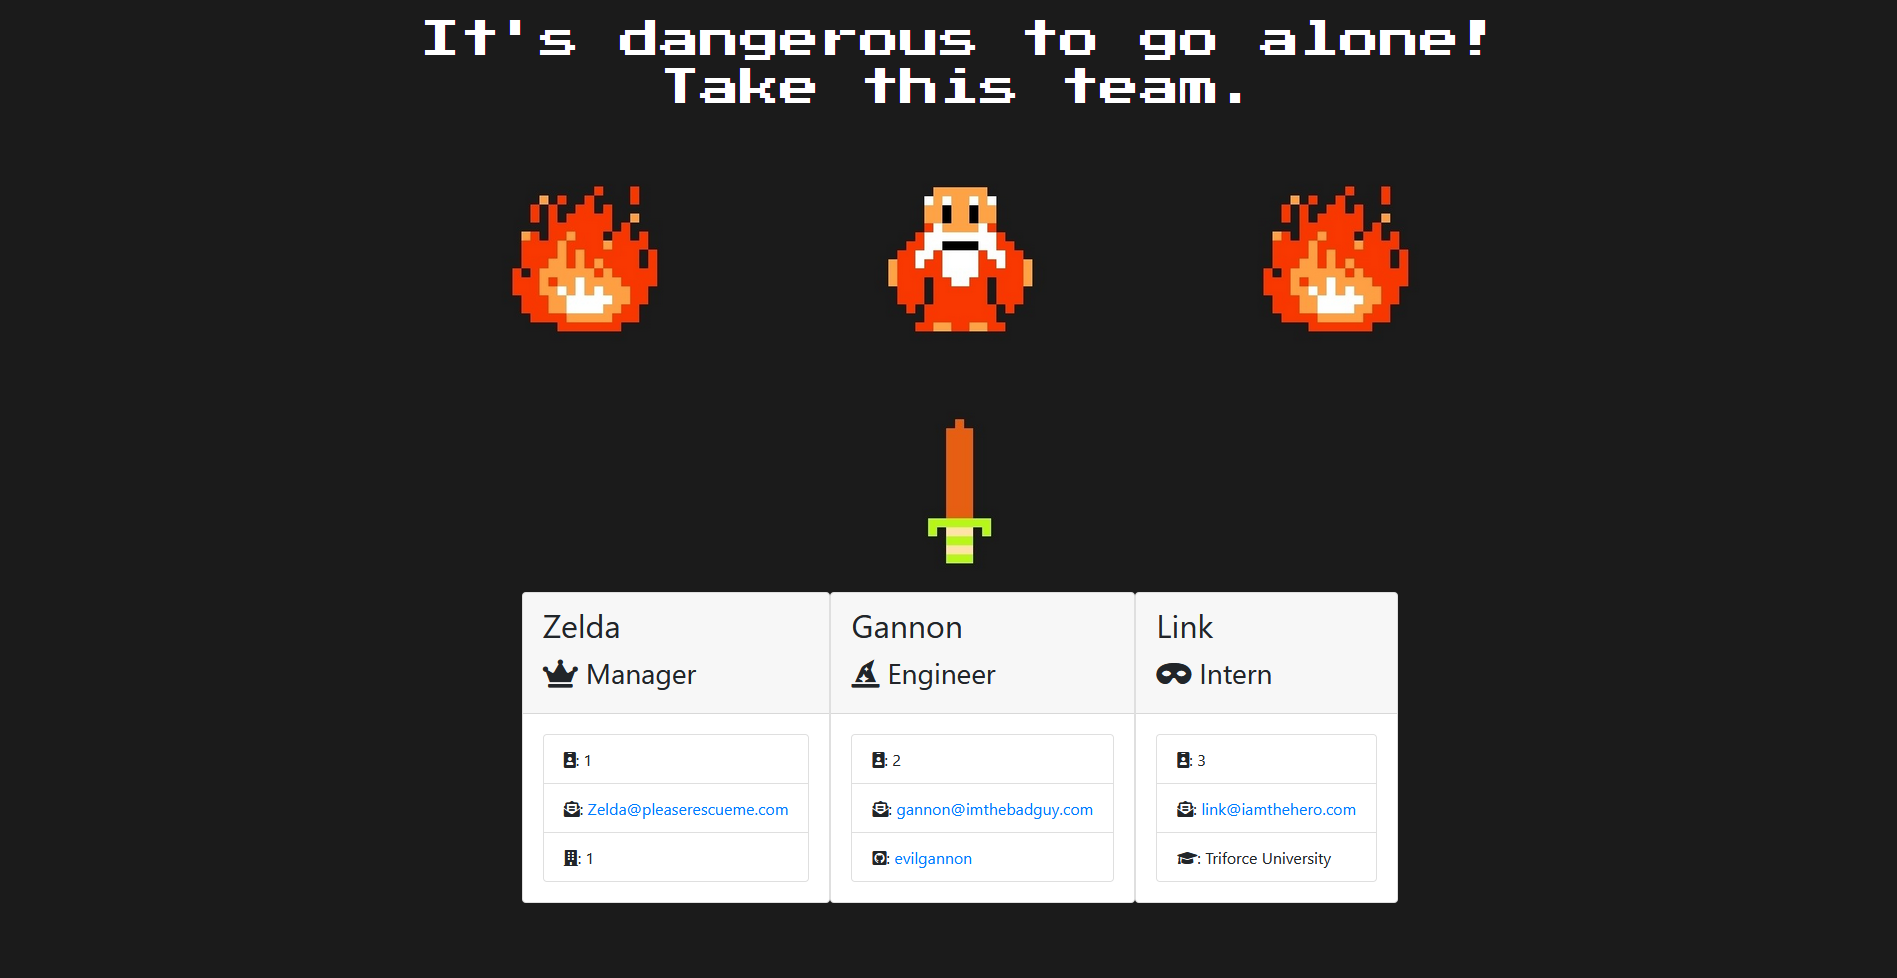 It's dangerous to go alone!
Take this team.
Zelda
Manager
: 1
: Zelda@pleaserescueme.com
: 1
Gannon
Engineer
: 2
: gannon@imthebadguy.com
: evilgannon
Link
Intern
: 3
: link@iamthehero.com
: Triforce University